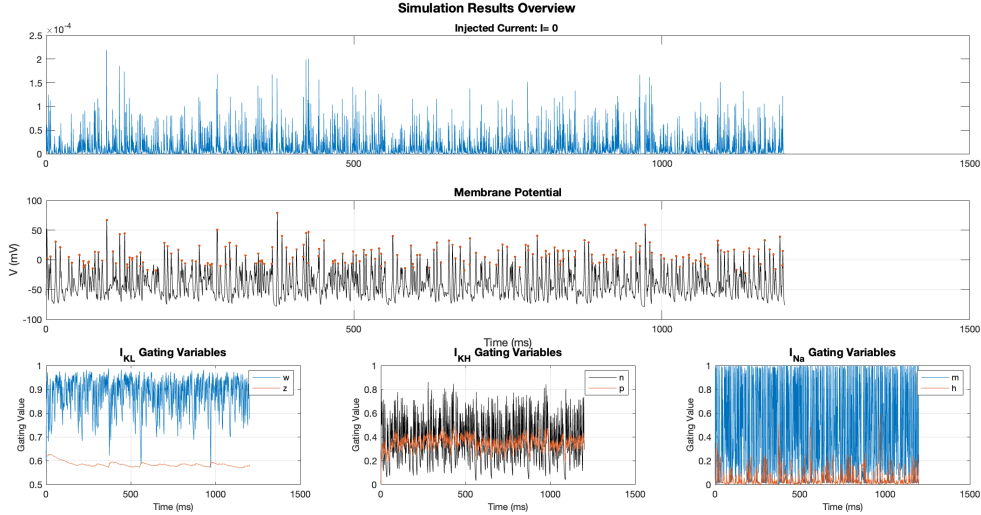 Simulation Results Overview
Injected Current: I= 0
×10⁻⁴
2.5
2
1.5
1
0.5
0
0 500 1000 1500
Membrane Potential
100
50
0
-50
-100
V (mV)
0 500 1000 1500
Time (ms)
I_KL Gating Variables
1
0.9
0.8
0.7
0.6
0.5
Gating Value
w
z
0 500 1000 1500
Time (ms)
I_KH Gating Variables
1
0.8
0.6
0.4
0.2
0
Gating Value
n
p
0 500 1000 1500
Time (ms)
I_Na Gating Variables
1
0.8
0.6
0.4
0.2
0
Gating Value
m
h
0 500 1000 1500
Time (ms)